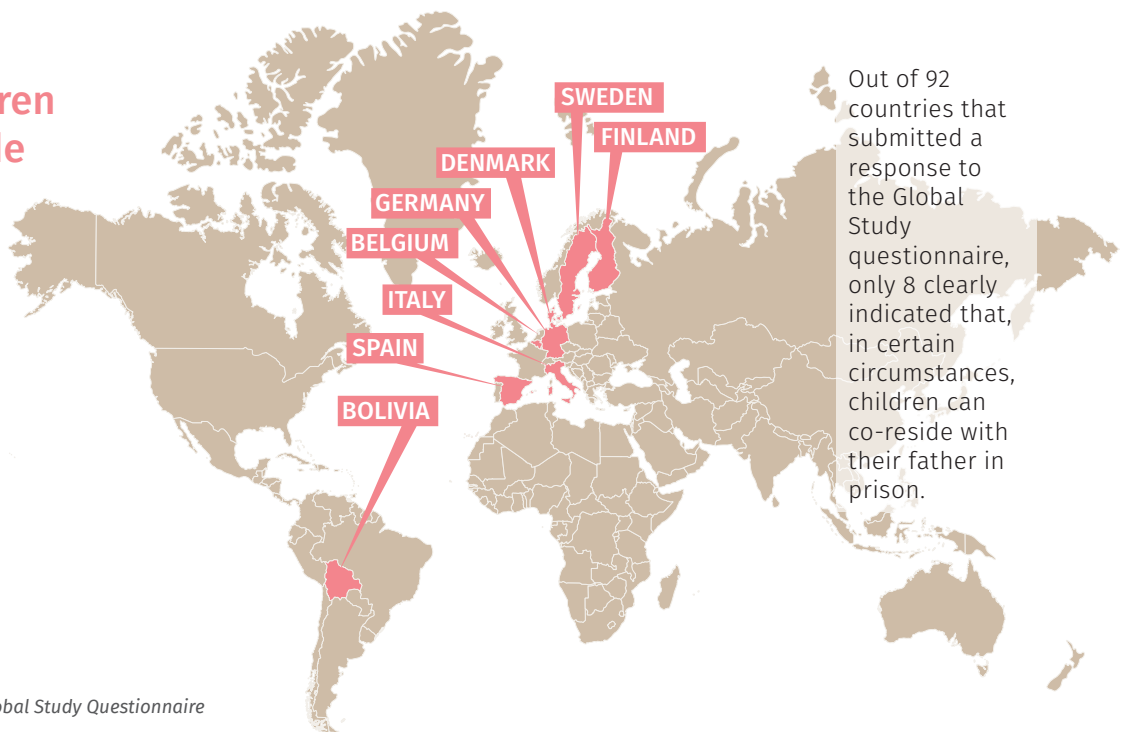 ren
SWEDEN
FINLAND
DENMARK
GERMANY
BELGIUM
ITALY
SPAIN
BOLIVIA
Out of 92
countries that
submitted a
response to
the Global
Study
questionnaire,
only 8 clearly
indicated that,
in certain
circumstances,
children can
co-reside with
their father in
prison.
obal Study Questionnaire